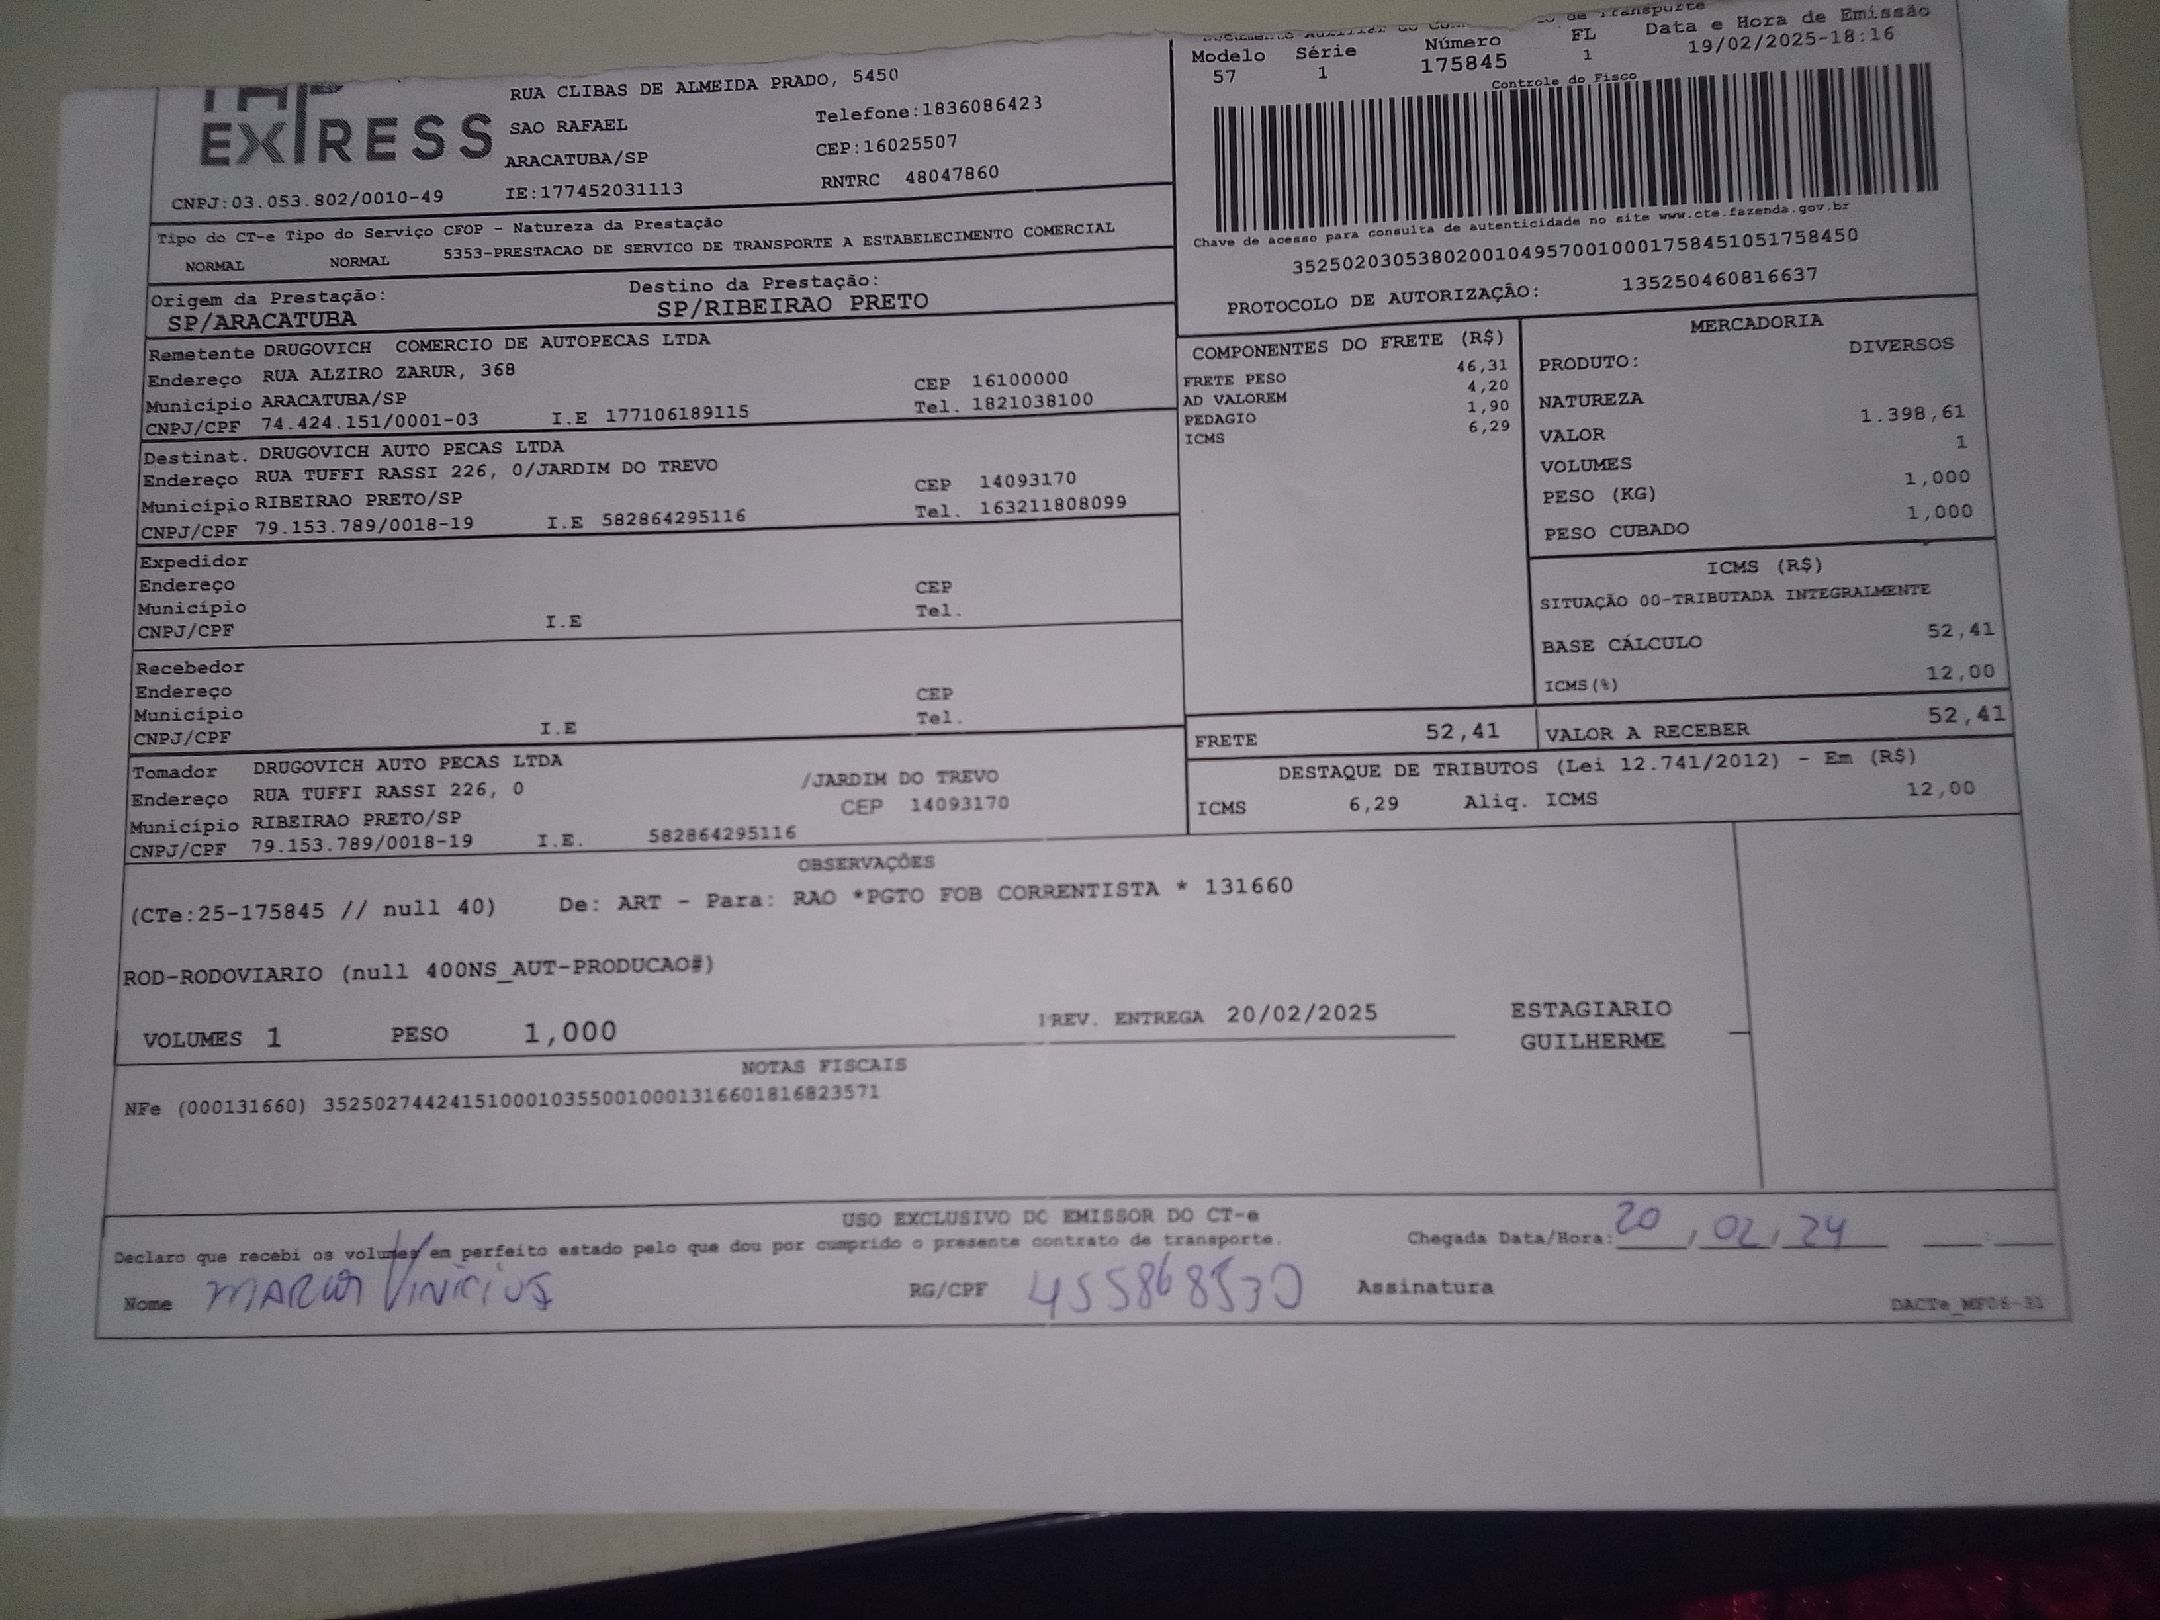 de Transporte
Modelo Série Número FL Data e Hora de Emissão
57 1 175845 1 19/02/2025-18:16
Controle do Fisco
EXPRESS
RUA CLIBAS DE ALMEIDA PRADO, 5450
SAO RAFAEL Telefone:1836086423
ARACATUBA/SP CEP:16025507
CNPJ:03.053.802/0010-49 IE:177452031113 RNTRC 48047860
Chave de acesso para consulta de autenticidade no site www.cte.fazenda.gov.br
35250203053802001049570010001758451051758450
PROTOCOLO DE AUTORIZAÇÃO: 135250460816637
Tipo do CT-e Tipo do Serviço CFOP - Natureza da Prestação
NORMAL NORMAL 5353-PRESTACAO DE SERVICO DE TRANSPORTE A ESTABELECIMENTO COMERCIAL
Origem da Prestação: Destino da Prestação:
SP/ARACATUBA SP/RIBEIRAO PRETO
Remetente DRUGOVICH COMERCIO DE AUTOPECAS LTDA
Endereço RUA ALZIRO ZARUR, 368 CEP 16100000
Município ARACATUBA/SP Tel. 1821038100
CNPJ/CPF 74.424.151/0001-03 I.E 177106189115
Destinat. DRUGOVICH AUTO PECAS LTDA
Endereço RUA TUFFI RASSI 226, 0/JARDIM DO TREVO CEP 14093170
Município RIBEIRAO PRETO/SP Tel. 163211808099
CNPJ/CPF 79.153.789/0018-19 I.E 582864295116
Expedidor
Endereço CEP
Município Tel.
CNPJ/CPF I.E
Recebedor
Endereço CEP
Município Tel.
CNPJ/CPF I.E
Tomador DRUGOVICH AUTO PECAS LTDA
Endereço RUA TUFFI RASSI 226, 0 /JARDIM DO TREVO
Município RIBEIRAO PRETO/SP CEP 14093170
CNPJ/CPF 79.153.789/0018-19 I.E. 582864295116
COMPONENTES DO FRETE (R$)
FRETE PESO 46,31
AD VALOREM 4,20
PEDAGIO 1,90
ICMS 6,29
MERCADORIA
PRODUTO: DIVERSOS
NATUREZA
VALOR 1.398,61
VOLUMES 1
PESO (KG) 1,000
PESO CUBADO 1,000
ICMS (R$)
SITUAÇÃO 00-TRIBUTADA INTEGRALMENTE
BASE CÁLCULO 52,41
ICMS(%) 12,00
FRETE 52,41 VALOR A RECEBER 52,41
DESTAQUE DE TRIBUTOS (Lei 12.741/2012) - Em (R$)
ICMS 6,29 Aliq. ICMS 12,00
OBSERVAÇÕES
(CTe:25-175845 // null 40) De: ART - Para: RAO *PGTO FOB CORRENTISTA * 131660
ROD-RODOVIARIO (null 400NS_AUT-PRODUCAO#)
VOLUMES 1 PESO 1,000 PREV. ENTREGA 20/02/2025 ESTAGIARIO
GUILHERME
NOTAS FISCAIS
NFe (000131660) 35250274424151000103550010001316601816823571
USO EXCLUSIVO DO EMISSOR DO CT-e
Declaro que recebi os volumes em perfeito estado pelo que dou por cumprido o presente contrato de transporte. Chegada Data/Hora: 20/02/24
Nome Vinicius RG/CPF 455868530 Assinatura